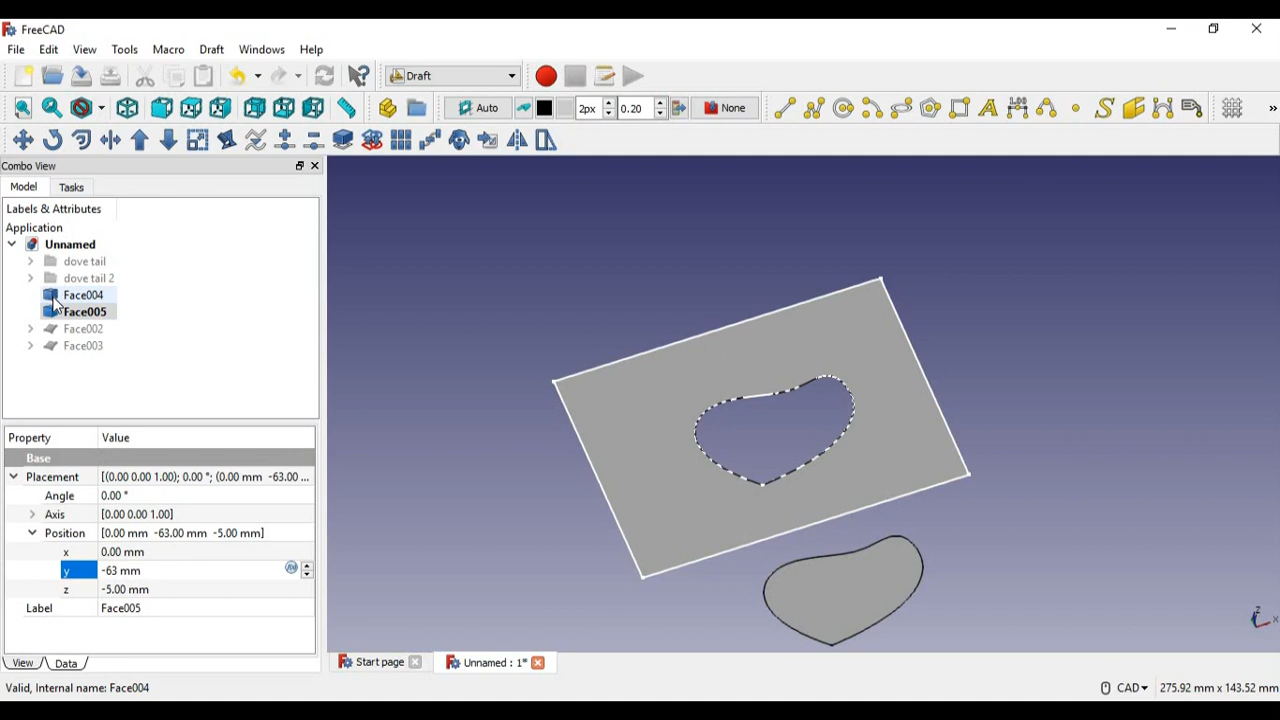 FreeCAD
File Edit View Tools Macro Draft Windows Help
Draft
Auto 2px 0.20 None »
Combo View
Model Tasks
Labels & Attributes
Application
Unnamed
dove tail
dove tail 2
Face004
Face005
Face002
Face003
Property Value
Base
Placement [(0.00 0.00 1.00); 0.00 °; (0.00 mm -63.00 ...
Angle 0.00 °
Axis [0.00 0.00 1.00]
Position [0.00 mm -63.00 mm -5.00 mm]
x 0.00 mm
y -63 mm
z -5.00 mm
Label Face005
View Data
Start page Unnamed : 1*
Valid, Internal name: Face004 CAD 275.92 mm x 143.52 mm
z
x